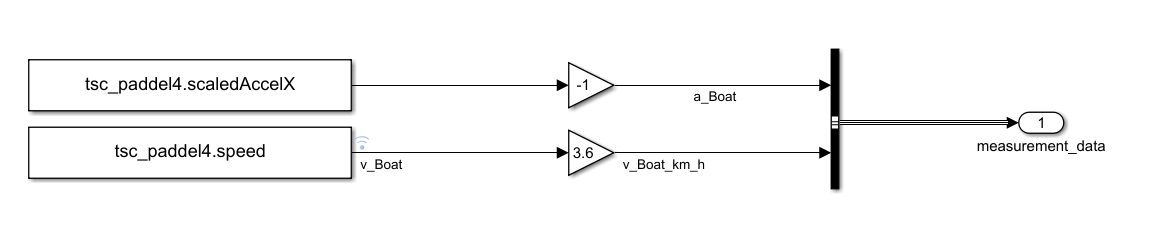 tsc_paddel4.scaledAccelX
-1
a_Boat
tsc_paddel4.speed
v_Boat
3.6
v_Boat_km_h
1
measurement_data